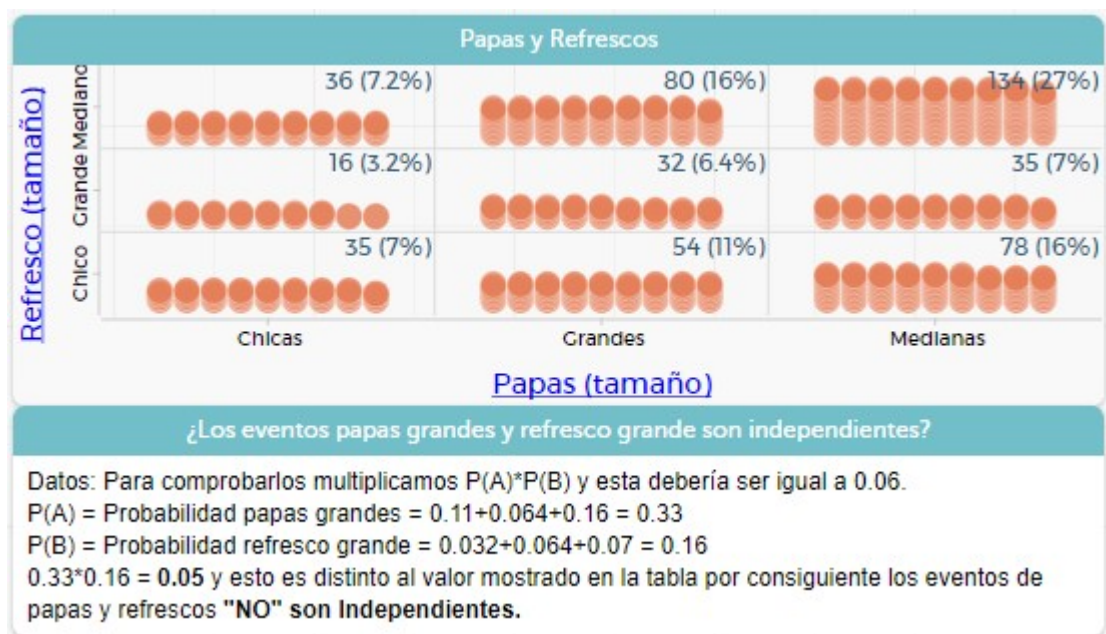 Papas y Refrescos
Refresco (tamaño)
Mediano
36 (7.2%)
80 (16%)
134 (27%)
Grande
16 (3.2%)
32 (6.4%)
35 (7%)
Chico
35 (7%)
54 (11%)
78 (16%)
Chicas
Grandes
Medianas
Papas (tamaño)
¿Los eventos papas grandes y refresco grande son independientes?
Datos: Para comprobarlos multiplicamos P(A)*P(B) y esta debería ser igual a 0.06.
P(A) = Probabilidad papas grandes = 0.11+0.064+0.16 = 0.33
P(B) = Probabilidad refresco grande = 0.032+0.064+0.07 = 0.16
0.33*0.16 = 0.05 y esto es distinto al valor mostrado en la tabla por consiguiente los eventos de
papas y refrescos "NO" son Independientes.